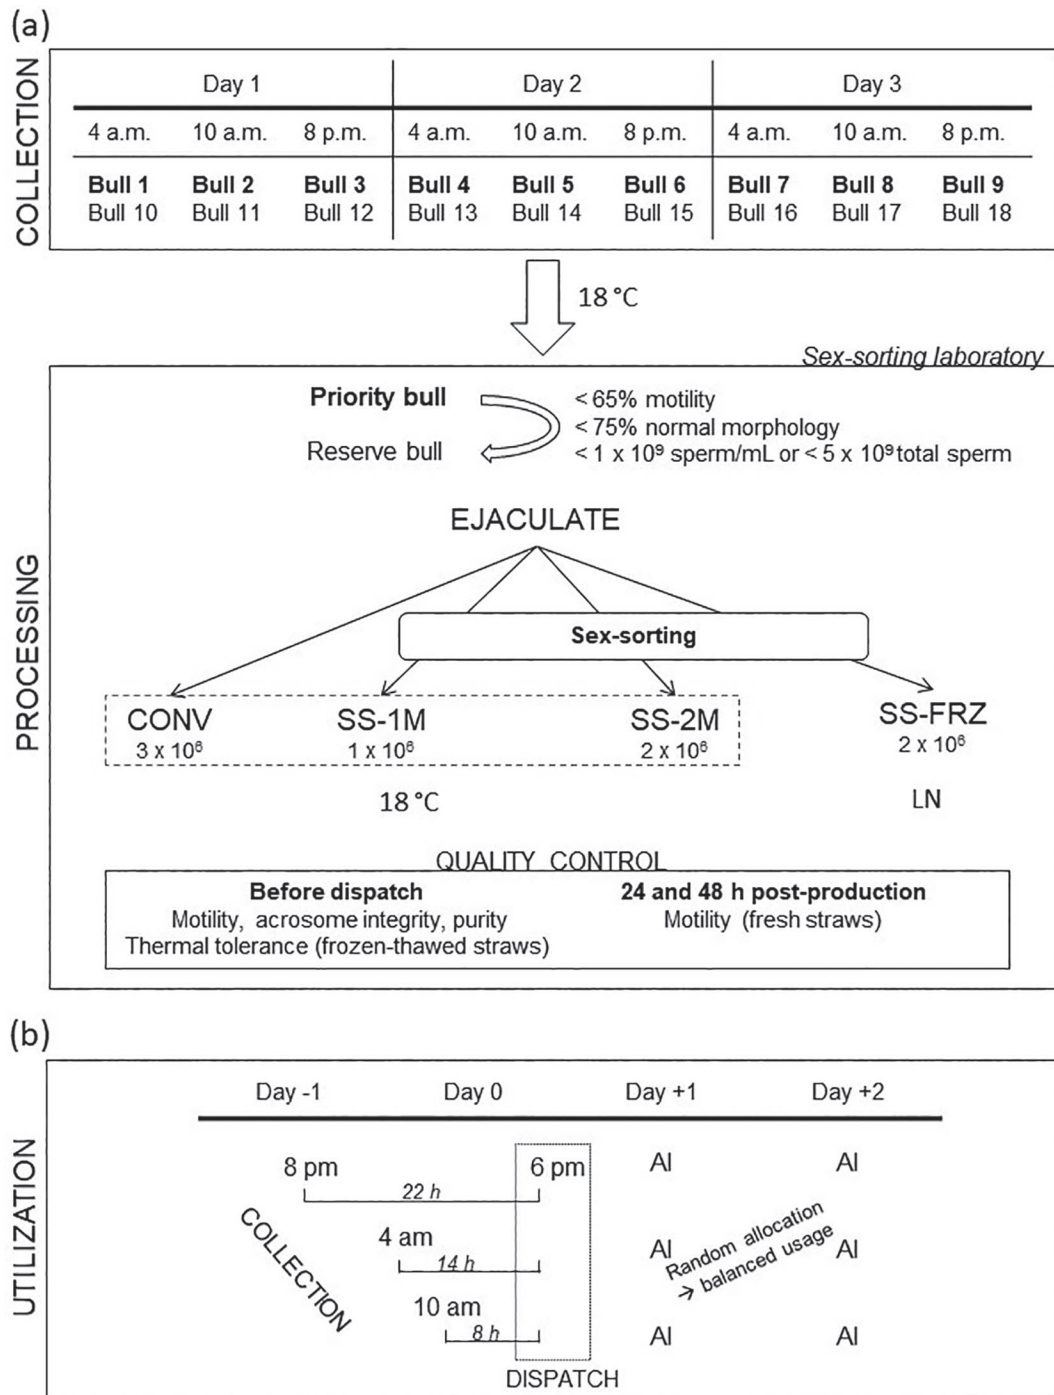 (a)
COLLECTION
Day 1 Day 2 Day 3
4 a.m. 10 a.m. 8 p.m. 4 a.m. 10 a.m. 8 p.m. 4 a.m. 10 a.m. 8 p.m.
Bull 1 Bull 2 Bull 3 Bull 4 Bull 5 Bull 6 Bull 7 Bull 8 Bull 9
Bull 10 Bull 11 Bull 12 Bull 13 Bull 14 Bull 15 Bull 16 Bull 17 Bull 18
18 °C
Sex-sorting laboratory
PROCESSING
Priority bull
Reserve bull
< 65% motility
< 75% normal morphology
< 1 x 10⁹ sperm/mL or < 5 x 10⁹ total sperm
EJACULATE
Sex-sorting
CONV SS-1M SS-2M SS-FRZ
3 x 10⁶ 1 x 10⁶ 2 x 10⁶ 2 x 10⁶
18 °C LN
QUALITY CONTROL
Before dispatch 24 and 48 h post-production
Motility, acrosome integrity, purity Motility (fresh straws)
Thermal tolerance (frozen-thawed straws)
(b)
UTILIZATION
Day -1 Day 0 Day +1 Day +2
8 pm 6 pm AI AI
22 h
COLLECTION
4 am AI AI
14 h
Random allocation
→ balanced usage
10 am
8 h AI AI
DISPATCH